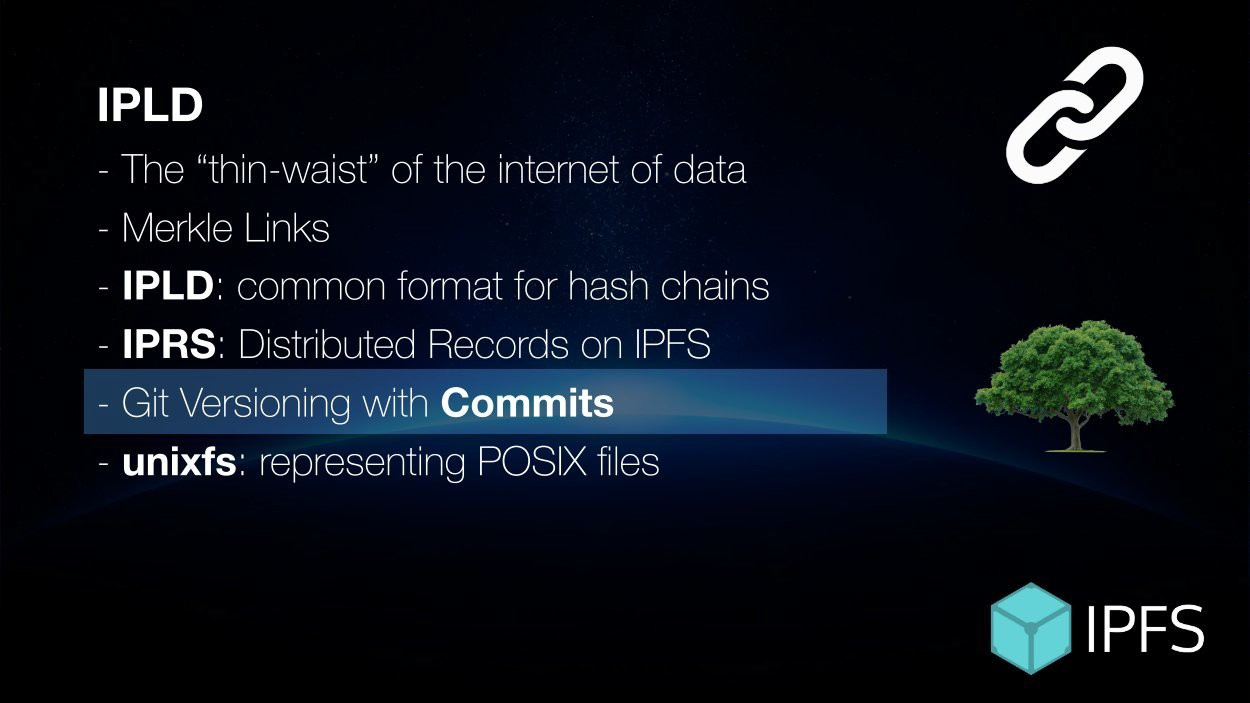 IPLD
- The “thin-waist” of the internet of data
- Merkle Links
- IPLD: common format for hash chains
- IPRS: Distributed Records on IPFS
- Git Versioning with Commits
- unixfs: representing POSIX files
IPFS